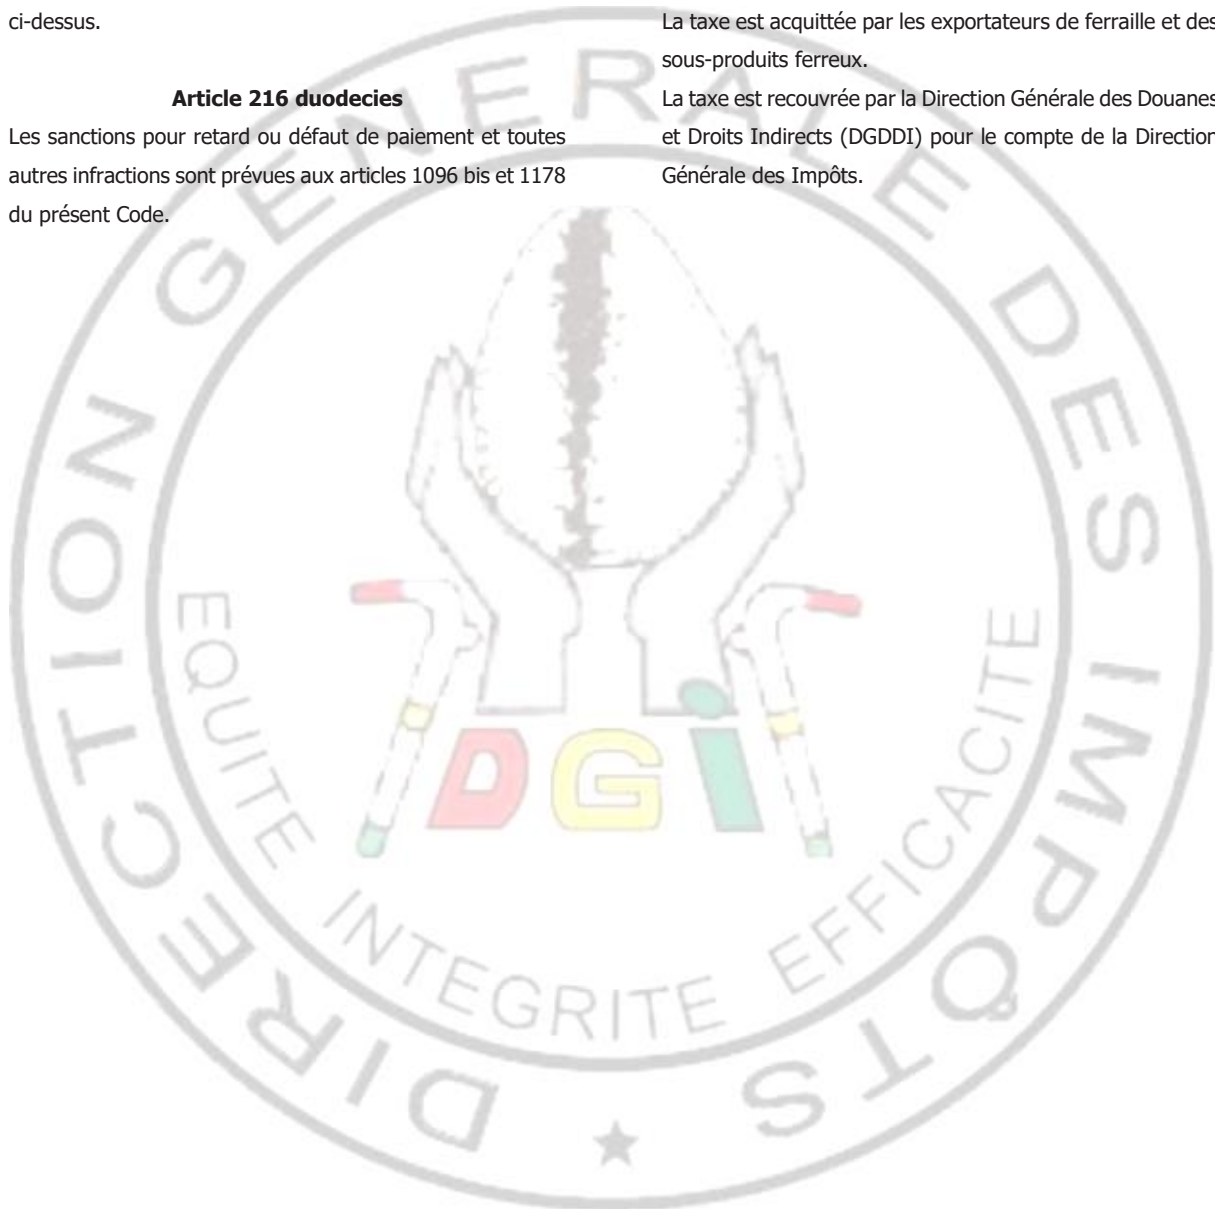 ci-dessus.
Article 216 duodecies
Les sanctions pour retard ou défaut de paiement et toutes
autres infractions sont prévues aux articles 1096 bis et 1178
du présent Code.
La taxe est acquittée par les exportateurs de ferraille et des
sous-produits ferreux.
La taxe est recouvrée par la Direction Générale des Douanes
et Droits Indirects (DGDDI) pour le compte de la Direction
Générale des Impôts.
DIRECTION GENERALE DES IMPÔTS
EQUITE INTEGRITE EFFICACITE
DGI